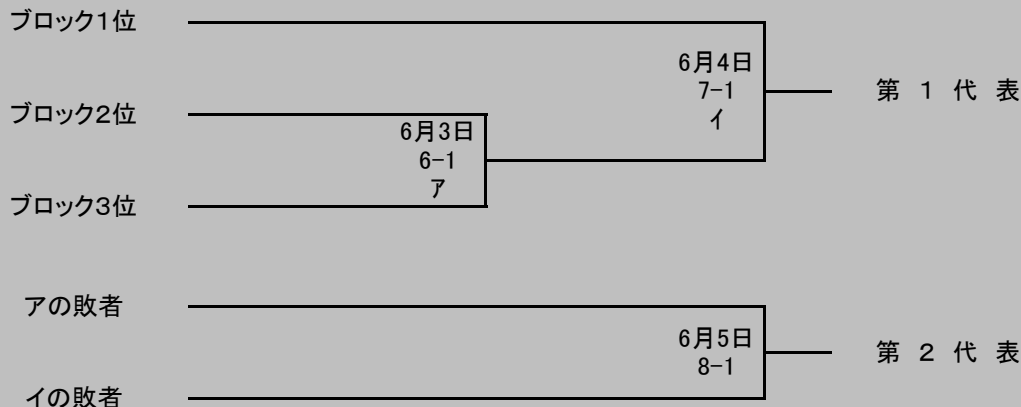 ブロック1位
6月4日
7-1
イ
第 1 代 表
ブロック2位
6月3日
6-1
ア
ブロック3位
アの敗者
6月5日
8-1
第 2 代 表
イの敗者